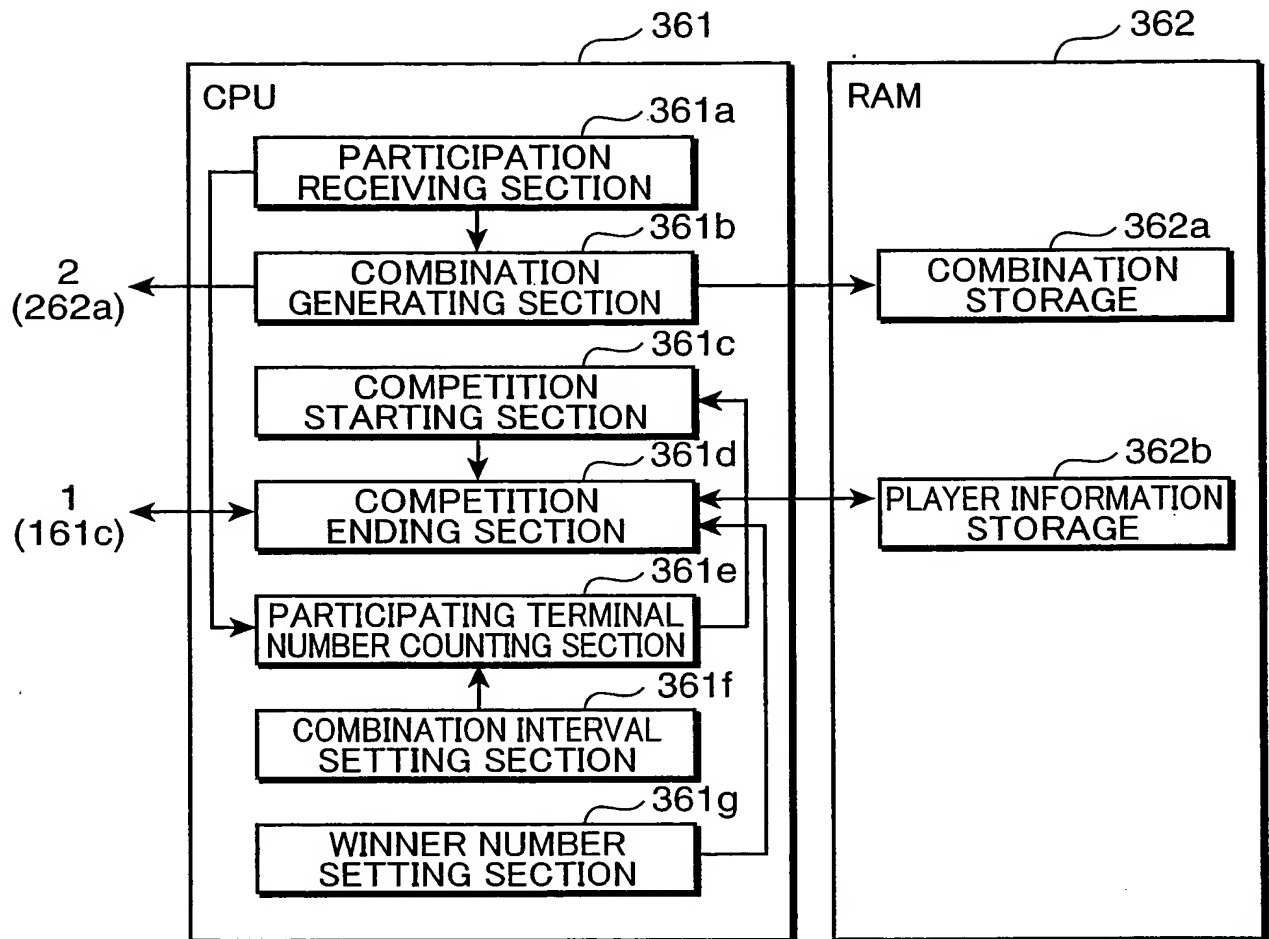 361
362
CPU
RAM
361a
PARTICIPATION
RECEIVING SECTION
361b
362a
2
(262a)
COMBINATION
GENERATING SECTION
COMBINATION
STORAGE
361c
COMPETITION
STARTING SECTION
361d
362b
1
(161c)
COMPETITION
ENDING SECTION
PLAYER INFORMATION
STORAGE
361e
PARTICIPATING TERMINAL
NUMBER COUNTING SECTION
361f
COMBINATION INTERVAL
SETTING SECTION
361g
WINNER NUMBER
SETTING SECTION